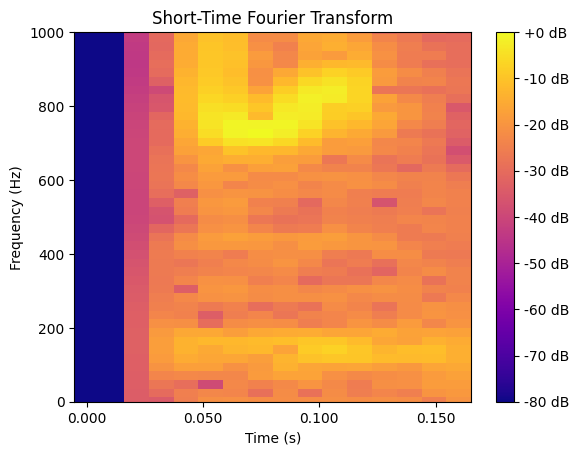 Short-Time Fourier Transform
1000
800
600
400
200
0
Frequency (Hz)
0.000
0.050
0.100
0.150
Time (s)
+0 dB
-10 dB
-20 dB
-30 dB
-40 dB
-50 dB
-60 dB
-70 dB
-80 dB